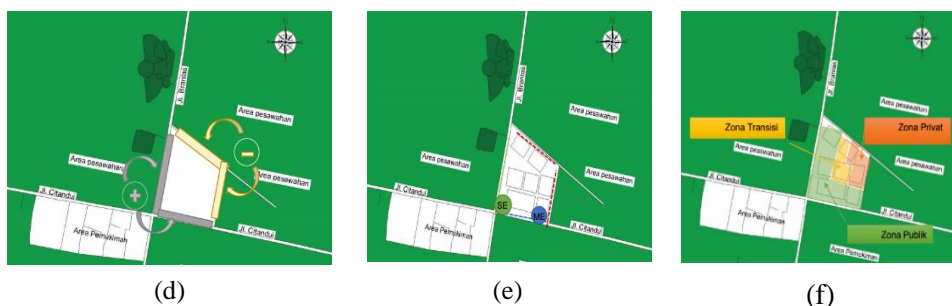 N
Jl. Brantas
Area pesawahan
Area pesawahan
Area pesawahan
Jl. Citandui
Jl. Citandui
Area Pemukiman
+
−
(d)
N
Jl. Brantas
Area pesawahan
Area pesawahan
Area pesawahan
Jl. Citandui
Jl. Citandui
Area Pemukiman
SE
ME
(e)
N
Jl. Brantas
Area pesawahan
Zona Transisi
Zona Privat
Area pesawahan
Area pesawahan
Jl. Citandui
Jl. Citandui
Zona Publik
Area Pemukiman
Area Pemukiman
(f)